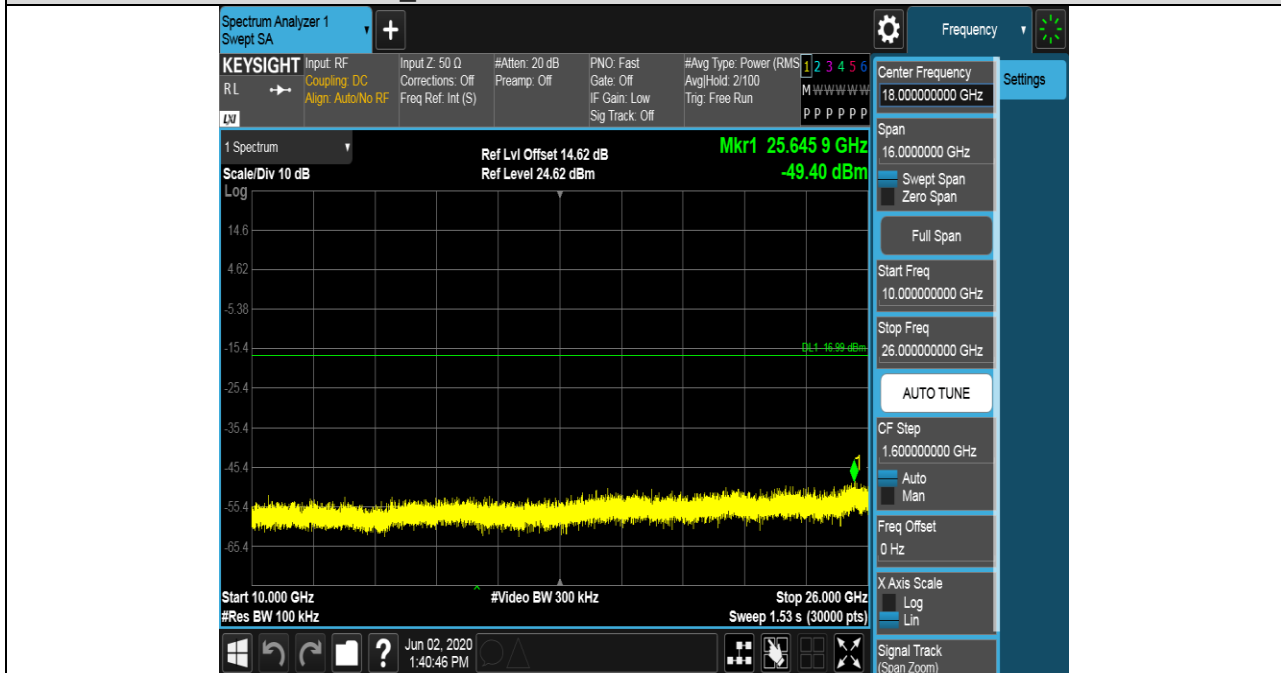 Spectrum Analyzer 1
Swept SA
+
Frequency
KEYSIGHT
RL
LXI
Input: RF
Coupling: DC
Align: Auto/No RF
Input Z: 50 Ω
Corrections: Off
Freq Ref: Int (S)
#Atten: 20 dB
Preamp: Off
PNO: Fast
Gate: Off
IF Gain: Low
Sig Track: Off
#Avg Type: Power (RMS
Avg|Hold: 2/100
Trig: Free Run
1 2 3 4 5 6
M W W W W W
P P P P P P
1 Spectrum
Scale/Div 10 dB
Ref Lvl Offset 14.62 dB
Ref Level 24.62 dBm
Mkr1 25.645 9 GHz
-49.40 dBm
Log
14.6
4.62
-5.38
-15.4
-25.4
-35.4
-45.4
-55.4
-65.4
DL1 -16.99 dBm
1
Start 10.000 GHz
#Res BW 100 kHz
#Video BW 300 kHz
Stop 26.000 GHz
Sweep 1.53 s (30000 pts)
?
Jun 02, 2020
1:40:46 PM
Center Frequency
18.000000000 GHz
Span
16.0000000 GHz
Swept Span
Zero Span
Full Span
Start Freq
10.000000000 GHz
Stop Freq
26.000000000 GHz
AUTO TUNE
CF Step
1.600000000 GHz
Auto
Man
Freq Offset
0 Hz
X Axis Scale
Log
Lin
Signal Track
(Span Zoom)
Settings